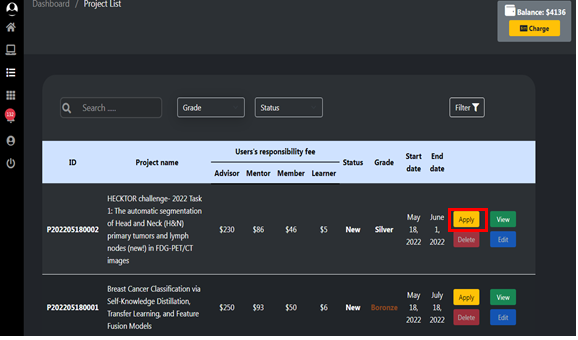 Dashboard / Project List
Balance: $4136
Charge
132
Search .....
Grade
Status
Filter
Users's responsibility fee
ID
Project name
Advisor
Mentor
Member
Learner
Status
Grade
Start
date
End
date
P202205180002
HECKTOR challenge- 2022 Task
1: The automatic segmentation
of Head and Neck (H&N)
primary tumors and lymph
nodes (new!) in FDG-PET/CT
images
$230
$86
$46
$5
New
Silver
May
18,
2022
June
1,
2022
Apply
View
Delete
Edit
P202205180001
Breast Cancer Classification via
Self-Knowledge Distillation,
Transfer Learning, and Feature
Fusion Models
$250
$93
$50
$6
New
Boronze
May
18,
2022
July
18,
2022
Apply
View
Delete
Edit